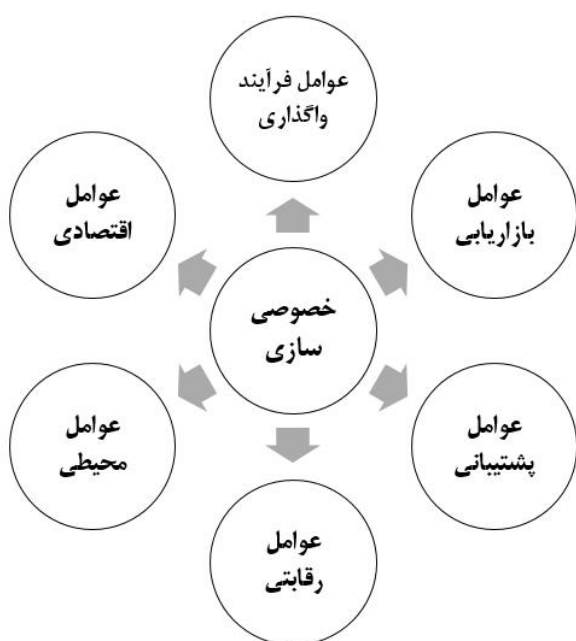 عوامل فرآیند
واگذاری
عوامل
بازاریابی
عوامل
پشتیبانی
عوامل
رقابتی
عوامل
محیطی
عوامل
اقتصادی
خصوصی
سازی